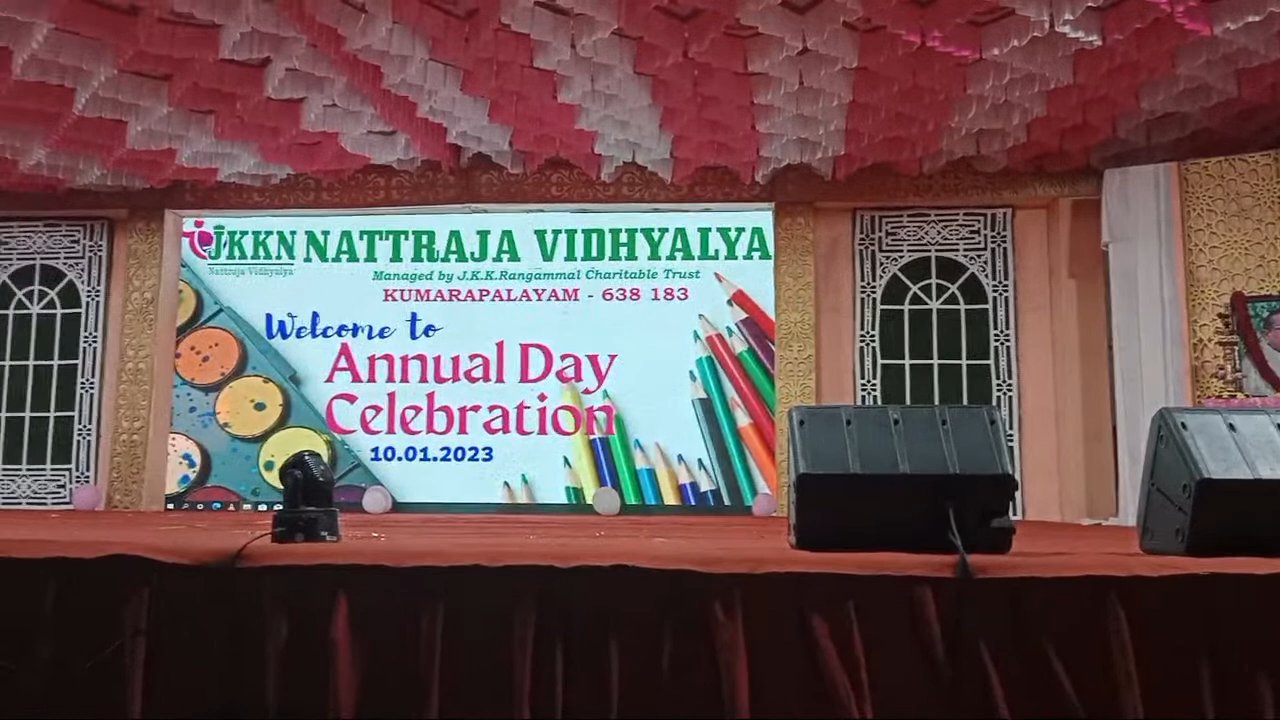 JKKN NATTRAJA VIDHYALYA
Nattraja Vidhyalya
Managed by J.K.K.Rangammal Charitable Trust
KUMARAPALAYAM - 638 183
Welcome to
Annual Day
Celebration
10.01.2023